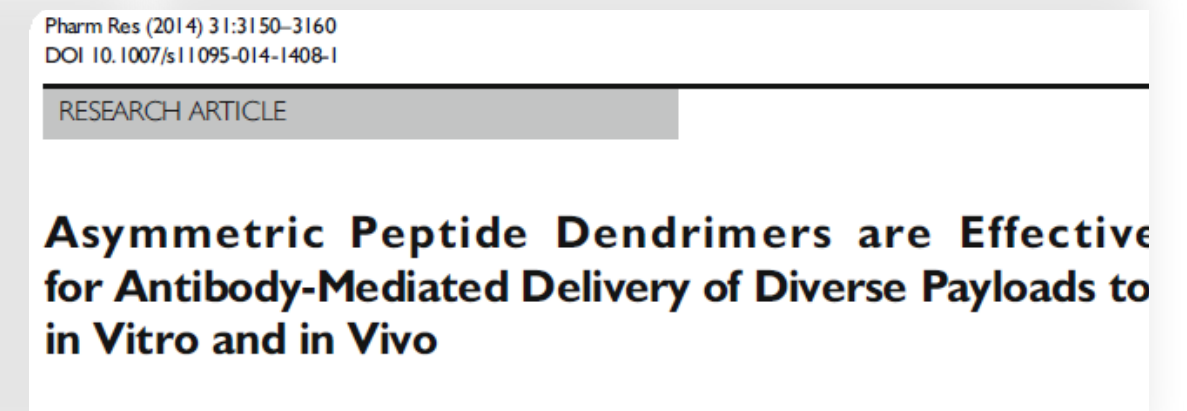 Pharm Res (2014) 31:3150–3160
DOI 10.1007/s11095-014-1408-1
RESEARCH ARTICLE
Asymmetric Peptide Dendrimers are Effective
for Antibody-Mediated Delivery of Diverse Payloads to
in Vitro and in Vivo